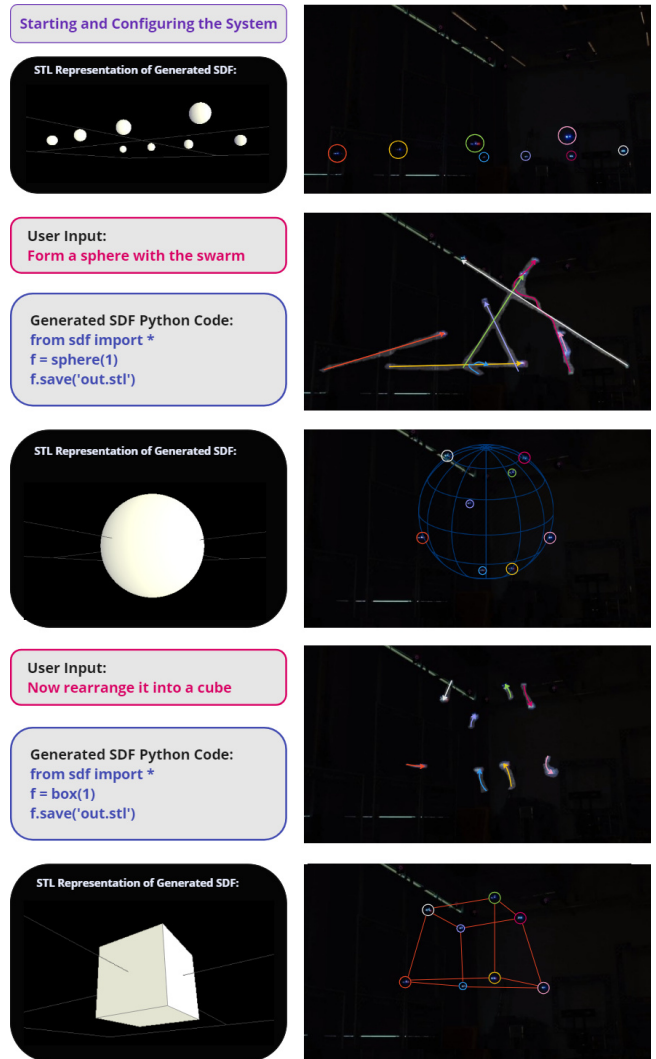 Starting and Configuring the System
STL Representation of Generated SDF:
User Input:
Form a sphere with the swarm
Generated SDF Python Code:
from sdf import *
f = sphere(1)
f.save('out.stl')
STL Representation of Generated SDF:
User Input:
Now rearrange it into a cube
Generated SDF Python Code:
from sdf import *
f = box(1)
f.save('out.stl')
STL Representation of Generated SDF: